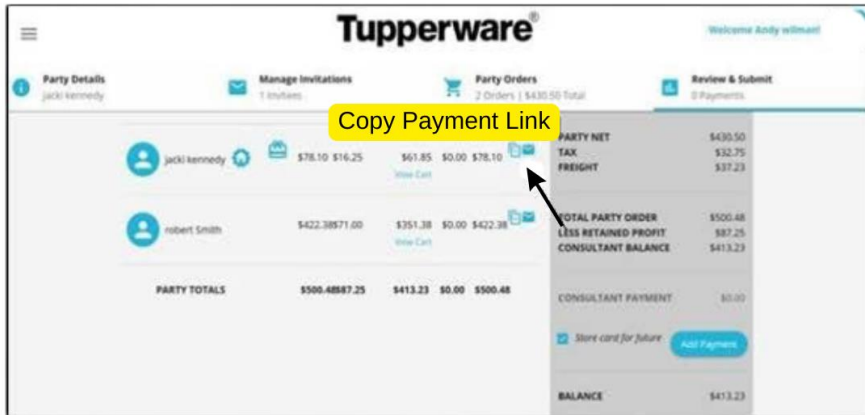 Tupperware®
Welcome Andy willman!
Party Details
jacki kennedy
Manage Invitations
1 Invitees
Party Orders
2 Orders | $430.50 Total
Review & Submit
0 Payments
Copy Payment Link
jacki kennedy $78.10 $16.25 $61.85 $0.00 $78.10
View Cart
robert Smith $422.38$71.00 $351.38 $0.00 $422.38
View Cart
PARTY TOTALS $500.48$87.25 $413.23 $0.00 $500.48
PARTY NET $430.50
TAX $32.75
FREIGHT $37.23
TOTAL PARTY ORDER $500.48
LESS RETAINED PROFIT $87.25
CONSULTANT BALANCE $413.23
CONSULTANT PAYMENT $0.00
Store card for future
Add Payment
BALANCE $413.23